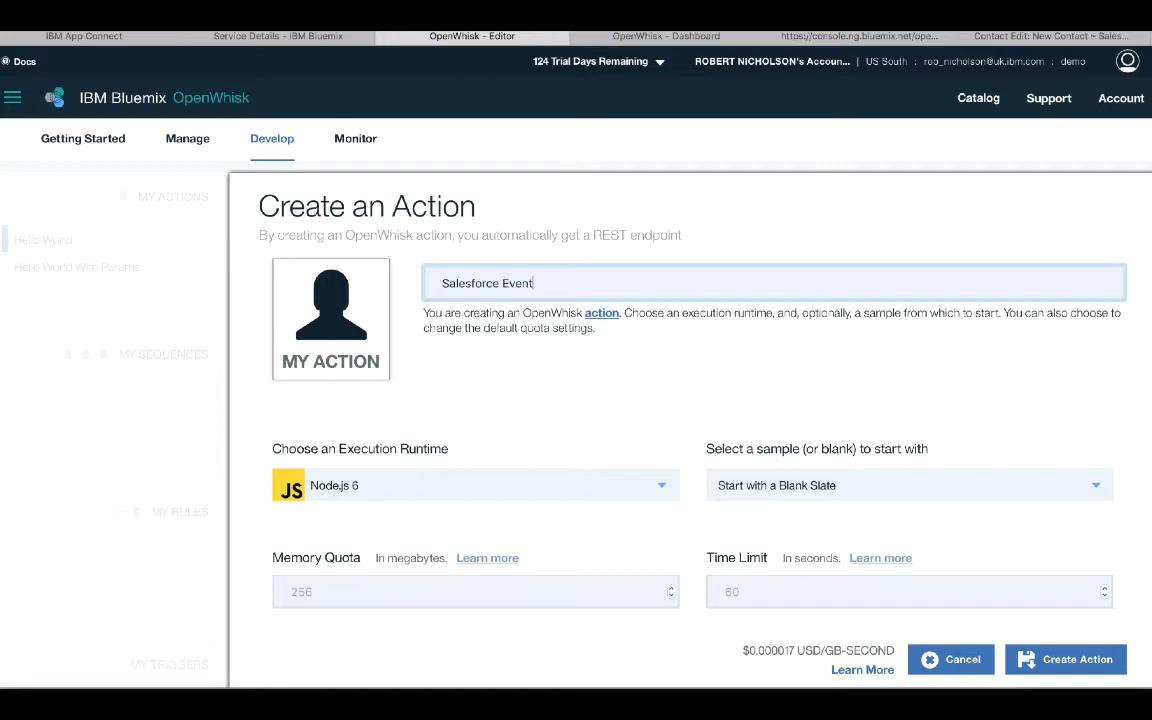 IBM App Connect
Service Details - IBM Bluemix
OpenWhisk - Editor
OpenWhisk - Dashboard
https://console.ng.bluemix.net/ope...
Contact Edit: New Contact ~ Sales...
Docs
124 Trial Days Remaining
ROBERT NICHOLSON's Accoun... | US South : rob_nicholson@uk.ibm.com : demo
IBM Bluemix OpenWhisk
Catalog
Support
Account
Getting Started
Manage
Develop
Monitor
MY ACTIONS
Hello World
Hello World With Params
MY SEQUENCES
MY RULES
MY TRIGGERS
Create an Action
By creating an OpenWhisk action, you automatically get a REST endpoint
MY ACTION
Salesforce Event
You are creating an OpenWhisk action. Choose an execution runtime, and, optionally, a sample from which to start. You can also choose to
change the default quota settings.
Choose an Execution Runtime
JS Node.js 6
Select a sample (or blank) to start with
Start with a Blank Slate
Memory Quota In megabytes. Learn more
256
Time Limit In seconds. Learn more
60
$0.000017 USD/GB-SECOND
Learn More
Cancel
Create Action